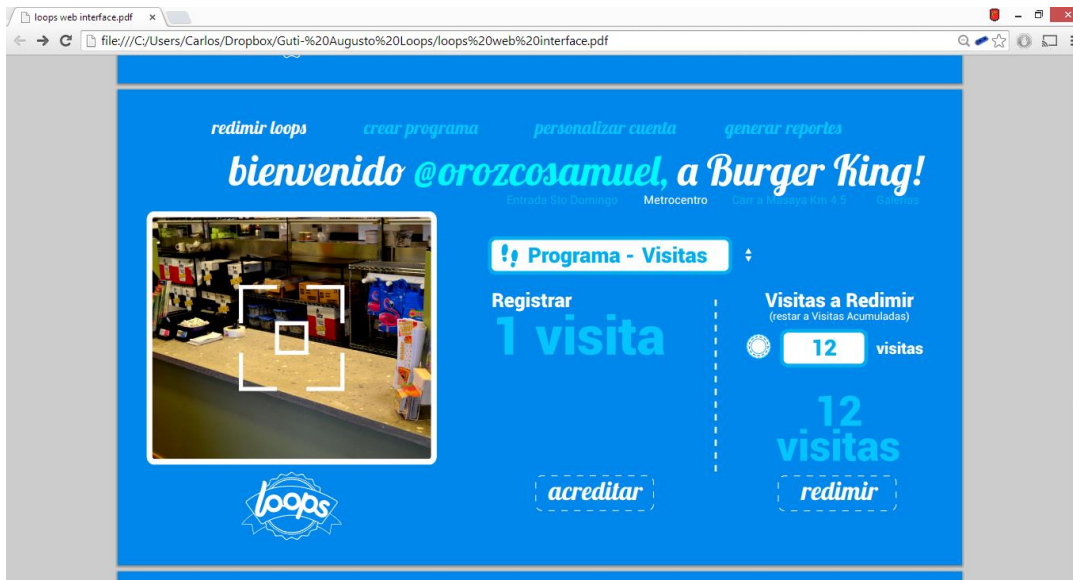 loops web interface.pdf
file:///C:/Users/Carlos/Dropbox/Guti-%20Augusto%20Loops/loops%20web%20interface.pdf
redimir loops crear programa personalizar cuenta generar reportes
bienvenido @orozcosamuel, a Burger King!
Entrada Sto Domingo Metrocentro Carr a Masaya Km 4.5 Galerias
Programa - Visitas
Registrar
1 visita
Visitas a Redimir
(restar a Visitas Acumuladas)
12 visitas
12
visitas
loops
acreditar redimir